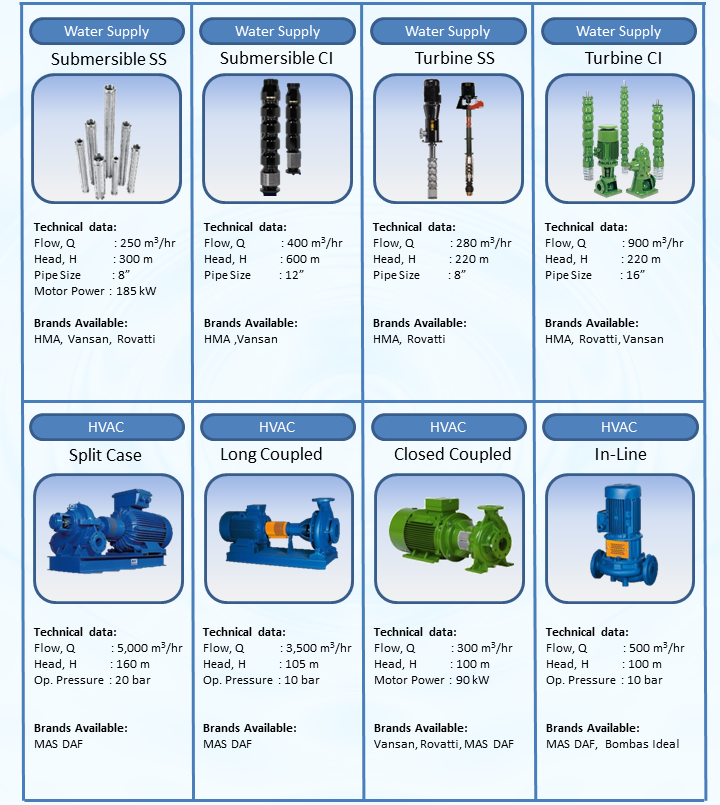 Water Supply
Submersible SS
Technical data:
Flow, Q : 250 m³/hr
Head, H : 300 m
Pipe Size : 8”
Motor Power : 185 kW
Brands Available:
HMA, Vansan, Rovatti
Water Supply
Submersible CI
Technical data:
Flow, Q : 400 m³/hr
Head, H : 600 m
Pipe Size : 12”
Brands Available:
HMA ,Vansan
Water Supply
Turbine SS
Technical data:
Flow, Q : 280 m³/hr
Head, H : 220 m
Pipe Size : 8”
Brands Available:
HMA, Rovatti
Water Supply
Turbine CI
Technical data:
Flow, Q : 900 m³/hr
Head, H : 220 m
Pipe Size : 16”
Brands Available:
HMA, Rovatti, Vansan
HVAC
Split Case
Technical data:
Flow, Q : 5,000 m³/hr
Head, H : 160 m
Op. Pressure : 20 bar
Brands Available:
MAS DAF
HVAC
Long Coupled
Technical data:
Flow, Q : 3,500 m³/hr
Head, H : 105 m
Op. Pressure : 10 bar
Brands Available:
MAS DAF
HVAC
Closed Coupled
Technical data:
Flow, Q : 300 m³/hr
Head, H : 100 m
Motor Power : 90 kW
Brands Available:
Vansan, Rovatti, MAS DAF
HVAC
In-Line
Technical data:
Flow, Q : 500 m³/hr
Head, H : 100 m
Op. Pressure : 10 bar
Brands Available:
MAS DAF, Bombas Ideal